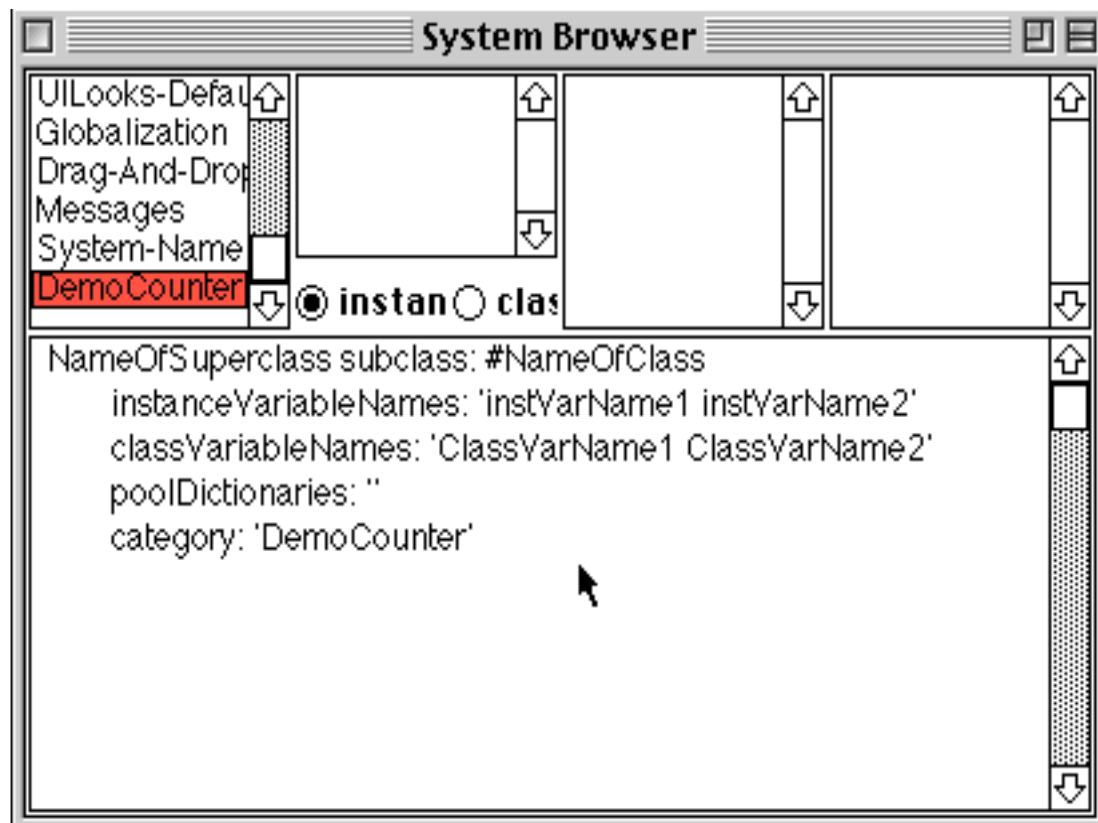 System Browser
UILooks-Defau
Globalization
Drag-And-Drop
Messages
System-Name
DemoCounter
instan clas
NameOfSuperclass subclass: #NameOfClass
instanceVariableNames: 'instVarName1 instVarName2'
classVariableNames: 'ClassVarName1 ClassVarName2'
poolDictionaries: ''
category: 'DemoCounter'